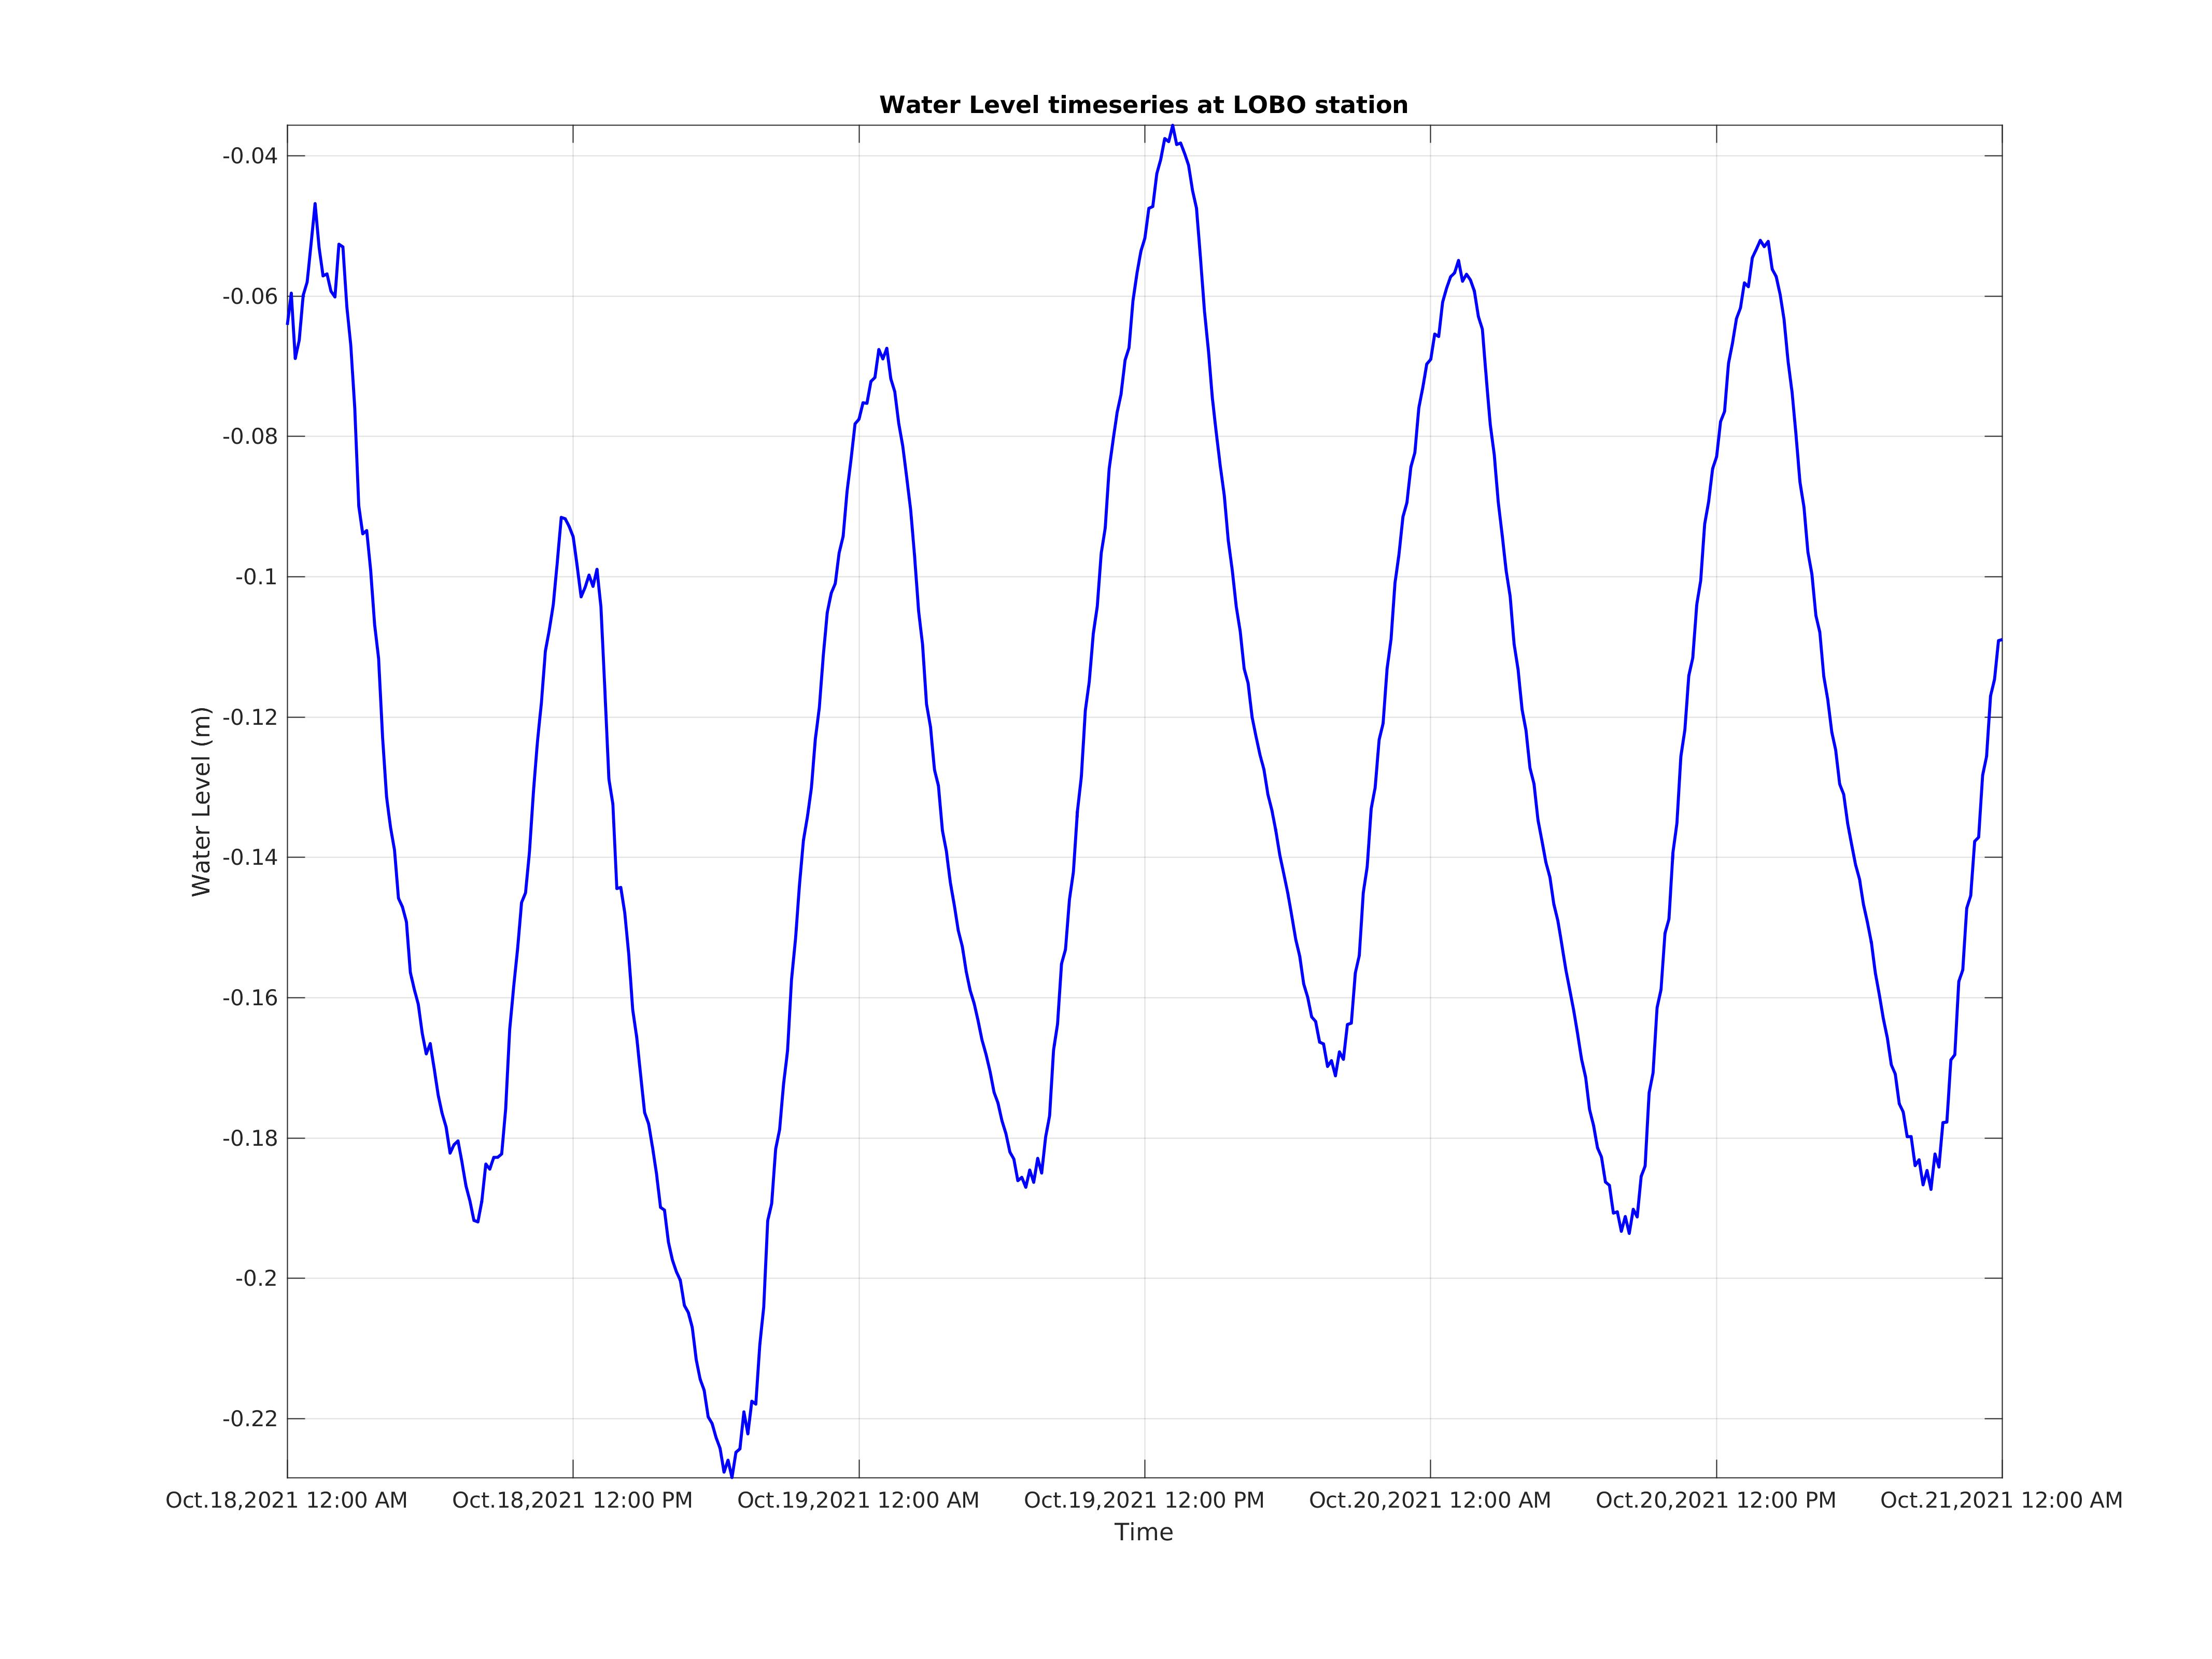 Water Level timeseries at LOBO station
-0.04
-0.06
-0.08
-0.1
-0.12
-0.14
-0.16
-0.18
-0.2
-0.22
Water Level (m)
Oct.18,2021 12:00 AM
Oct.18,2021 12:00 PM
Oct.19,2021 12:00 AM
Oct.19,2021 12:00 PM
Oct.20,2021 12:00 AM
Oct.20,2021 12:00 PM
Oct.21,2021 12:00 AM
Time